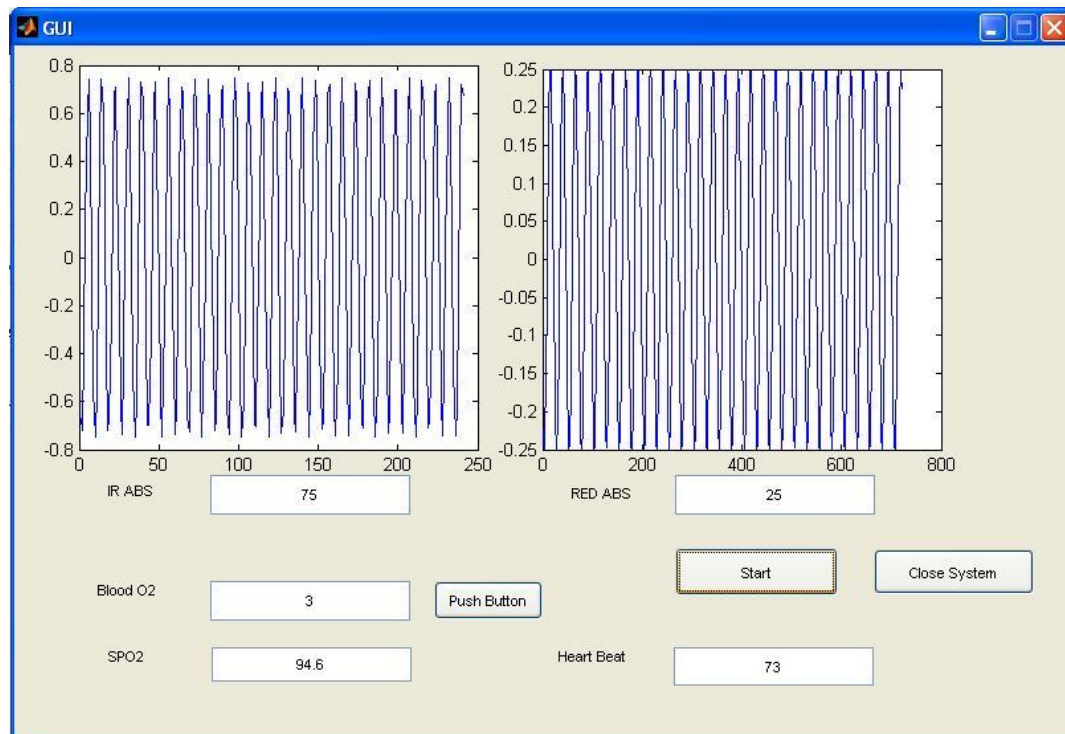 GUI
0.8
0.6
0.4
0.2
0
-0.2
-0.4
-0.6
-0.8
0 50 100 150 200 250
0.25
0.2
0.15
0.1
0.05
0
-0.05
-0.1
-0.15
-0.2
-0.25
0 200 400 600 800
IR ABS 75
RED ABS 25
Start
Close System
Blood O2 3
Push Button
SPO2 94.6
Heart Beat 73